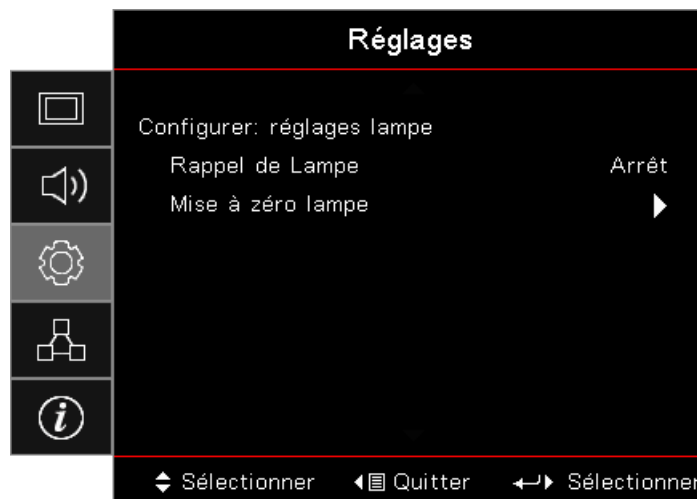 Réglages
Configurer: réglages lampe
Rappel de Lampe Arrêt
Mise à zéro lampe
Sélectionner Quitter Sélectionner